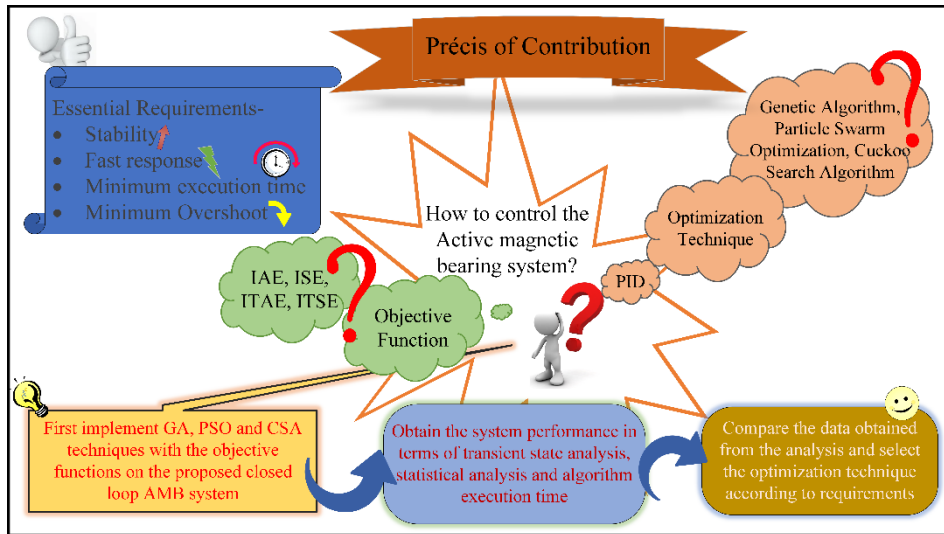 Précis of Contribution
Essential Requirements-
● Stability
● Fast response
● Minimum execution time
● Minimum Overshoot
Genetic Algorithm,
Particle Swarm
Optimization, Cuckoo
Search Algorithm
Optimization
Technique
PID
How to control the
Active magnetic
bearing system?
IAE, ISE,
ITAE, ITSE
Objective
Function
First implement GA, PSO and CSA
techniques with the objective
functions on the proposed closed
loop AMB system
Obtain the system performance in
terms of transient state analysis,
statistical analysis and algorithm
execution time
Compare the data obtained
from the analysis and select
the optimization technique
according to requirements